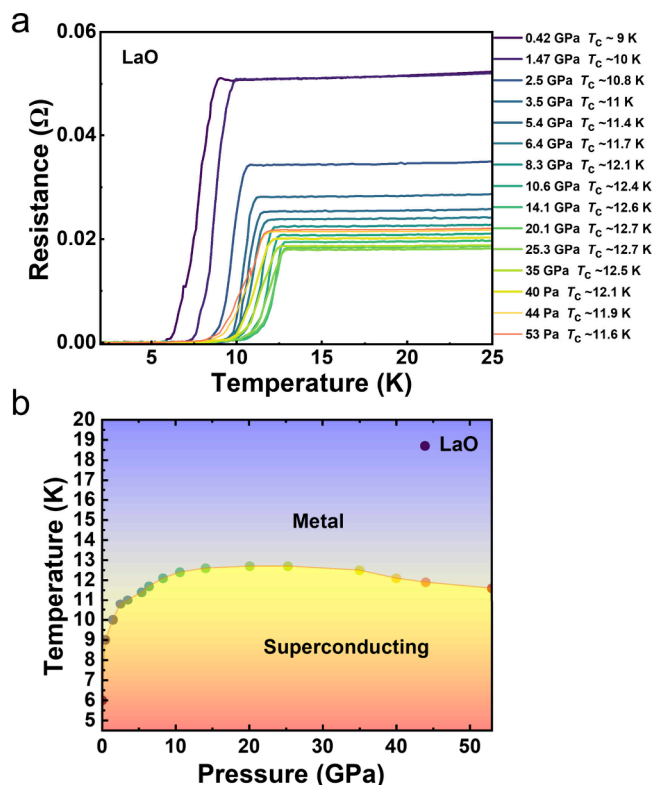 a
0.06
0.04
0.02
0.00
Resistance (Ω)
LaO
5
10
15
20
25
Temperature (K)
0.42 GPa Tc ~ 9 K
1.47 GPa Tc ~10 K
2.5 GPa Tc ~10.8 K
3.5 GPa Tc ~11 K
5.4 GPa Tc ~11.4 K
6.4 GPa Tc ~11.7 K
8.3 GPa Tc ~12.1 K
10.6 GPa Tc ~12.4 K
14.1 GPa Tc ~12.6 K
20.1 GPa Tc ~12.7 K
25.3 GPa Tc ~12.7 K
35 GPa Tc ~12.5 K
40 Pa Tc ~12.1 K
44 Pa Tc ~11.9 K
53 Pa Tc ~11.6 K
b
20
19
18
17
16
15
14
13
12
11
10
9
8
7
6
5
Temperature (K)
LaO
Metal
Superconducting
0
10
20
30
40
50
Pressure (GPa)